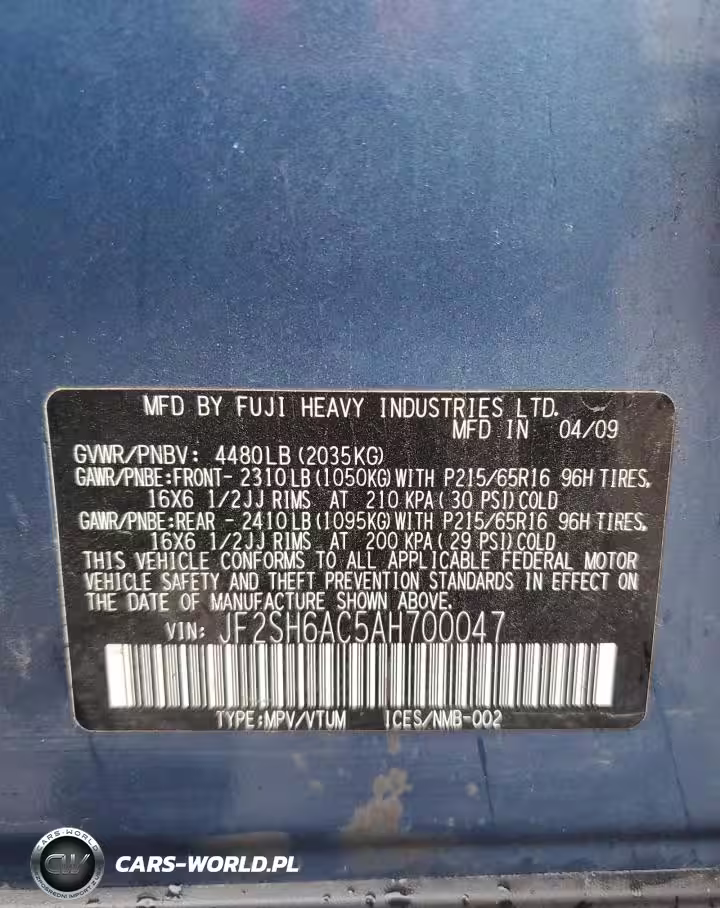 MFD BY FUJI HEAVY INDUSTRIES LTD.
MFD IN 04/09
GVWR/PNBV: 4480LB (2035KG)
GAWR/PNBE:FRONT- 2310LB (1050KG) WITH P215/65R16 96H TIRES,
16X6 1/2JJ RIMS AT 210 KPA (30 PSI) COLD
GAWR/PNBE:REAR - 2410LB (1095KG) WITH P215/65R16 96H TIRES,
16X6 1/2JJ RIMS AT 200 KPA (29 PSI) COLD
THIS VEHICLE CONFORMS TO ALL APPLICABLE FEDERAL MOTOR
VEHICLE SAFETY AND THEFT PREVENTION STANDARDS IN EFFECT ON
THE DATE OF MANUFACTURE SHOWN ABOVE.
VIN: JF2SH6AC5AH700047
TYPE:MPV/VTUM ICES/NMB-002
CARS-WORLD
CW
CARS-WORLD.PL